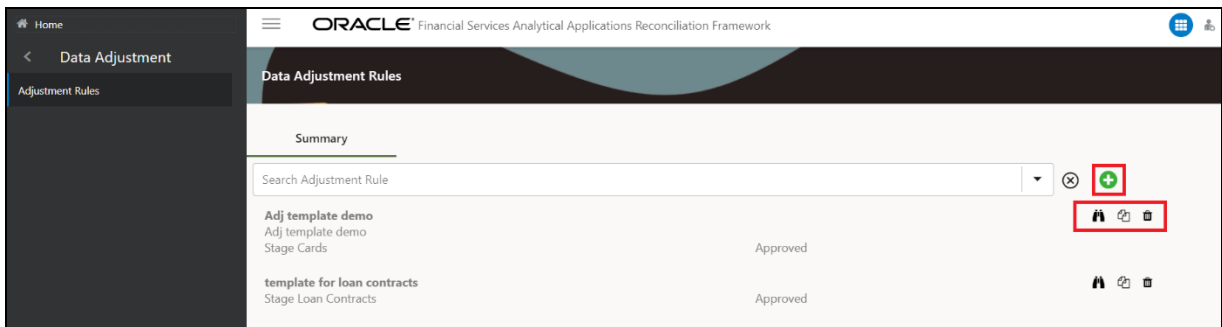 Home
ORACLE® Financial Services Analytical Applications Reconciliation Framework
Data Adjustment
Data Adjustment Rules
Adjustment Rules
Summary
Search Adjustment Rule
Adj template demo
Adj template demo
Stage Cards Approved
template for loan contracts
Stage Loan Contracts Approved